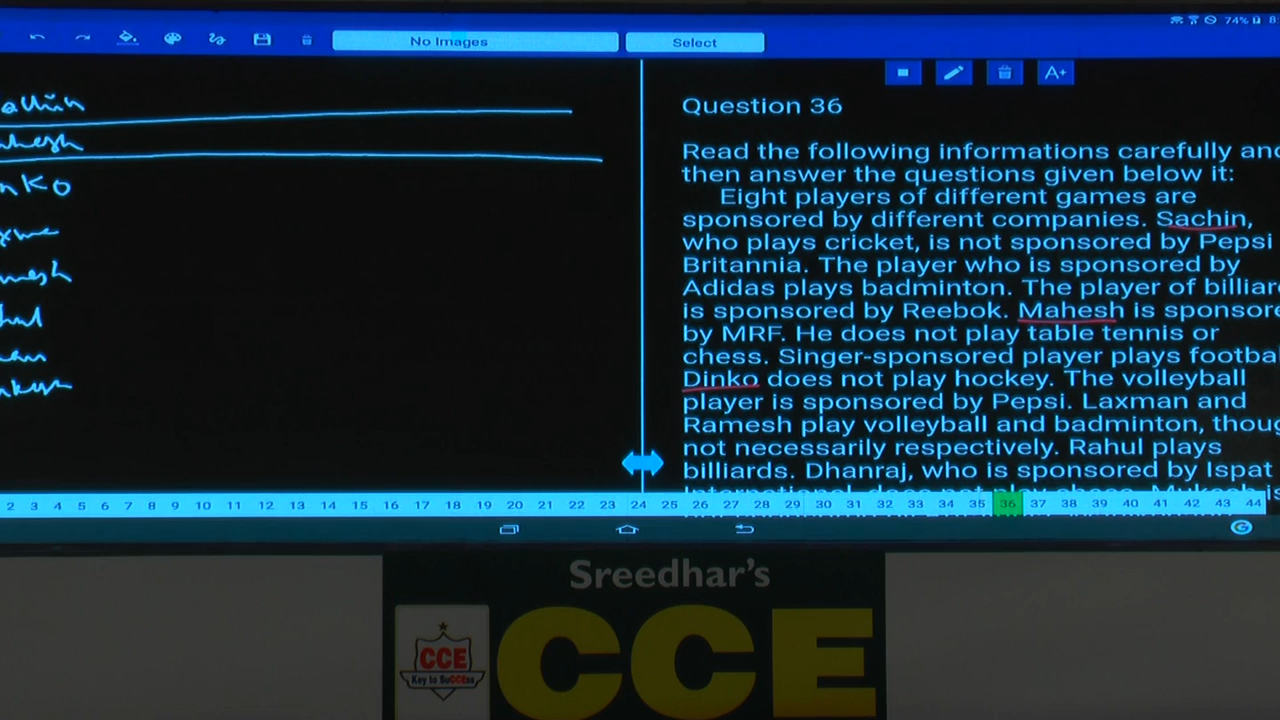 74%
No Images
Select
A+
Question 36
Read the following informations carefully and
then answer the questions given below it:
Eight players of different games are
sponsored by different companies. Sachin,
who plays cricket, is not sponsored by Pepsi
Britannia. The player who is sponsored by
Adidas plays badminton. The player of billiar
is sponsored by Reebok. Mahesh is sponsore
by MRF. He does not play table tennis or
chess. Singer-sponsored player plays footba
Dinko does not play hockey. The volleyball
player is sponsored by Pepsi. Laxman and
Ramesh play volleyball and badminton, thoug
not necessarily respectively. Rahul plays
billiards. Dhanraj, who is sponsored by Ispat
2 3 4 5 6 7 8 9 10 11 12 13 14 15 16 17 18 19 20 21 22 23 24 25 26 27 28 29 30 31 32 33 34 35 36 37 38 39 40 41 42 43 44
Sreedhar's
CCE
CCE
Key to SuCCEss